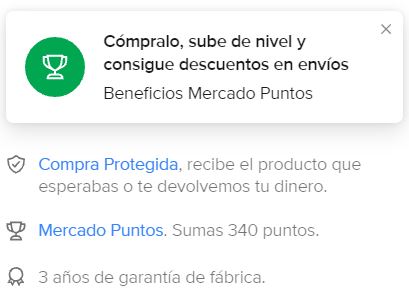 Cómpralo, sube de nivel y
consigue descuentos en envíos
Beneficios Mercado Puntos
Compra Protegida, recibe el producto que
esperabas o te devolvemos tu dinero.
Mercado Puntos. Sumas 340 puntos.
3 años de garantía de fábrica.